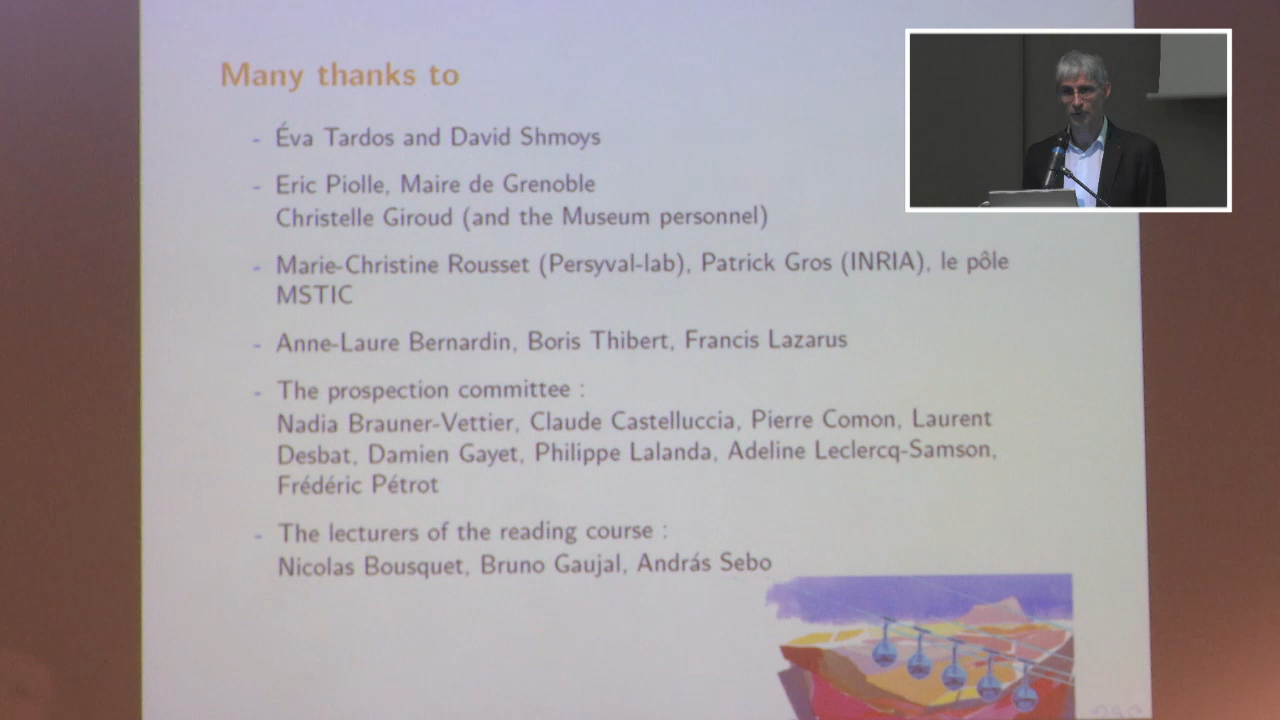 Many thanks to
- Éva Tardos and David Shmoys
- Eric Piolle, Maire de Grenoble
Christelle Giroud (and the Museum personnel)
- Marie-Christine Rousset (Persyval-lab), Patrick Gros (INRIA), le pôle
MSTIC
- Anne-Laure Bernardin, Boris Thibert, Francis Lazarus
- The prospection committee :
Nadia Brauner-Vettier, Claude Castelluccia, Pierre Comon, Laurent
Desbat, Damien Gayet, Philippe Lalanda, Adeline Leclercq-Samson,
Frédéric Pétrot
- The lecturers of the reading course :
Nicolas Bousquet, Bruno Gaujal, András Sebo